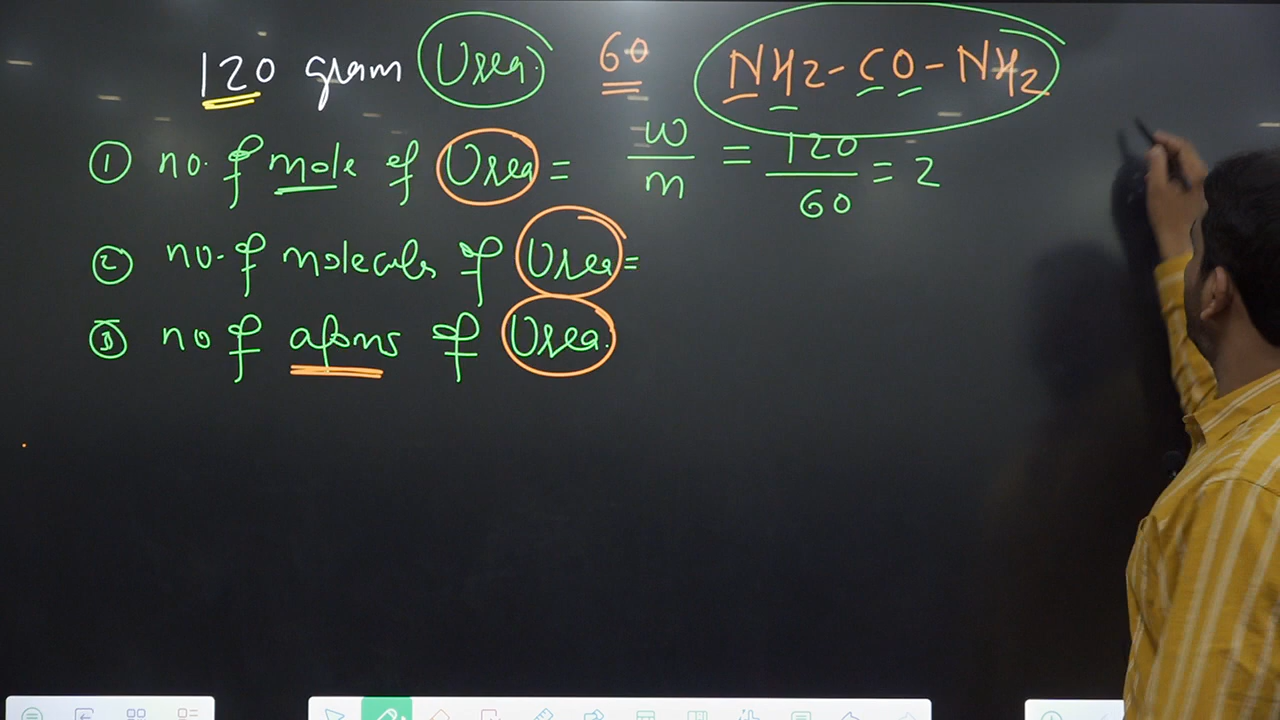 120 gram Urea. 60 NH2-CO-NH2
① no. of mole of Urea = w/m = 120/60 = 2
② no. of molecules of Urea =
③ no of atoms of Urea.